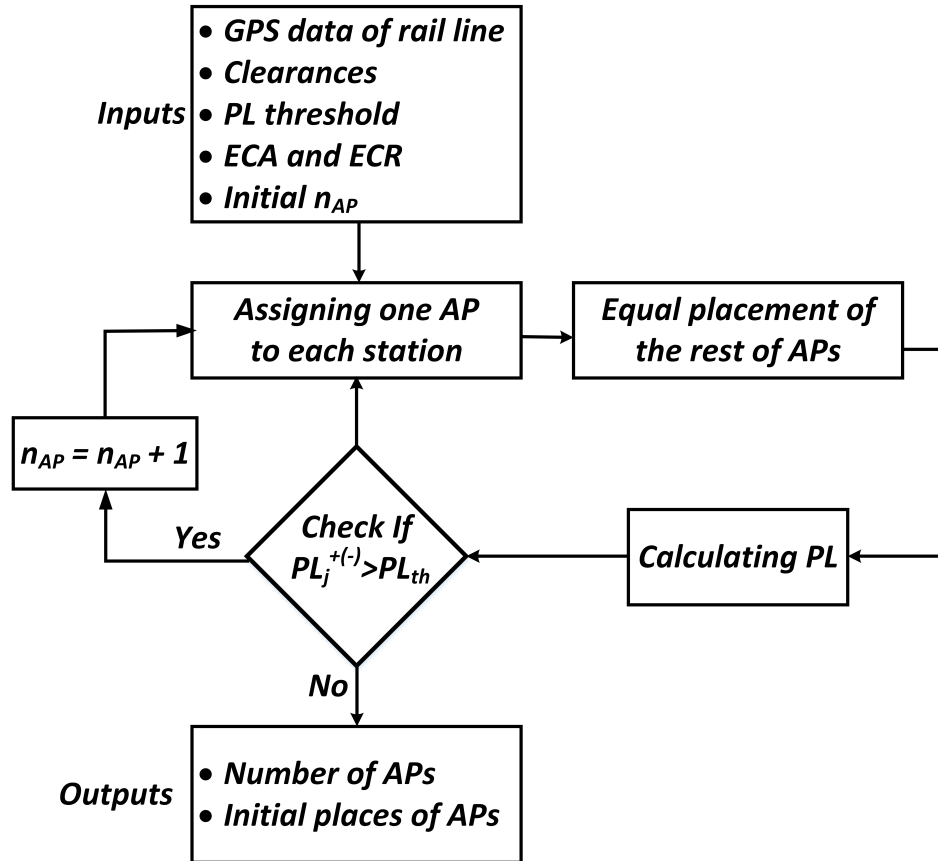 Inputs
• GPS data of rail line
• Clearances
• PL threshold
• ECA and ECR
• Initial n_AP
Assigning one AP
to each station
Equal placement of
the rest of APs
n_AP = n_AP + 1
Yes
Check If
PL_j^+(-)>PL_th
Calculating PL
No
Outputs
• Number of APs
• Initial places of APs